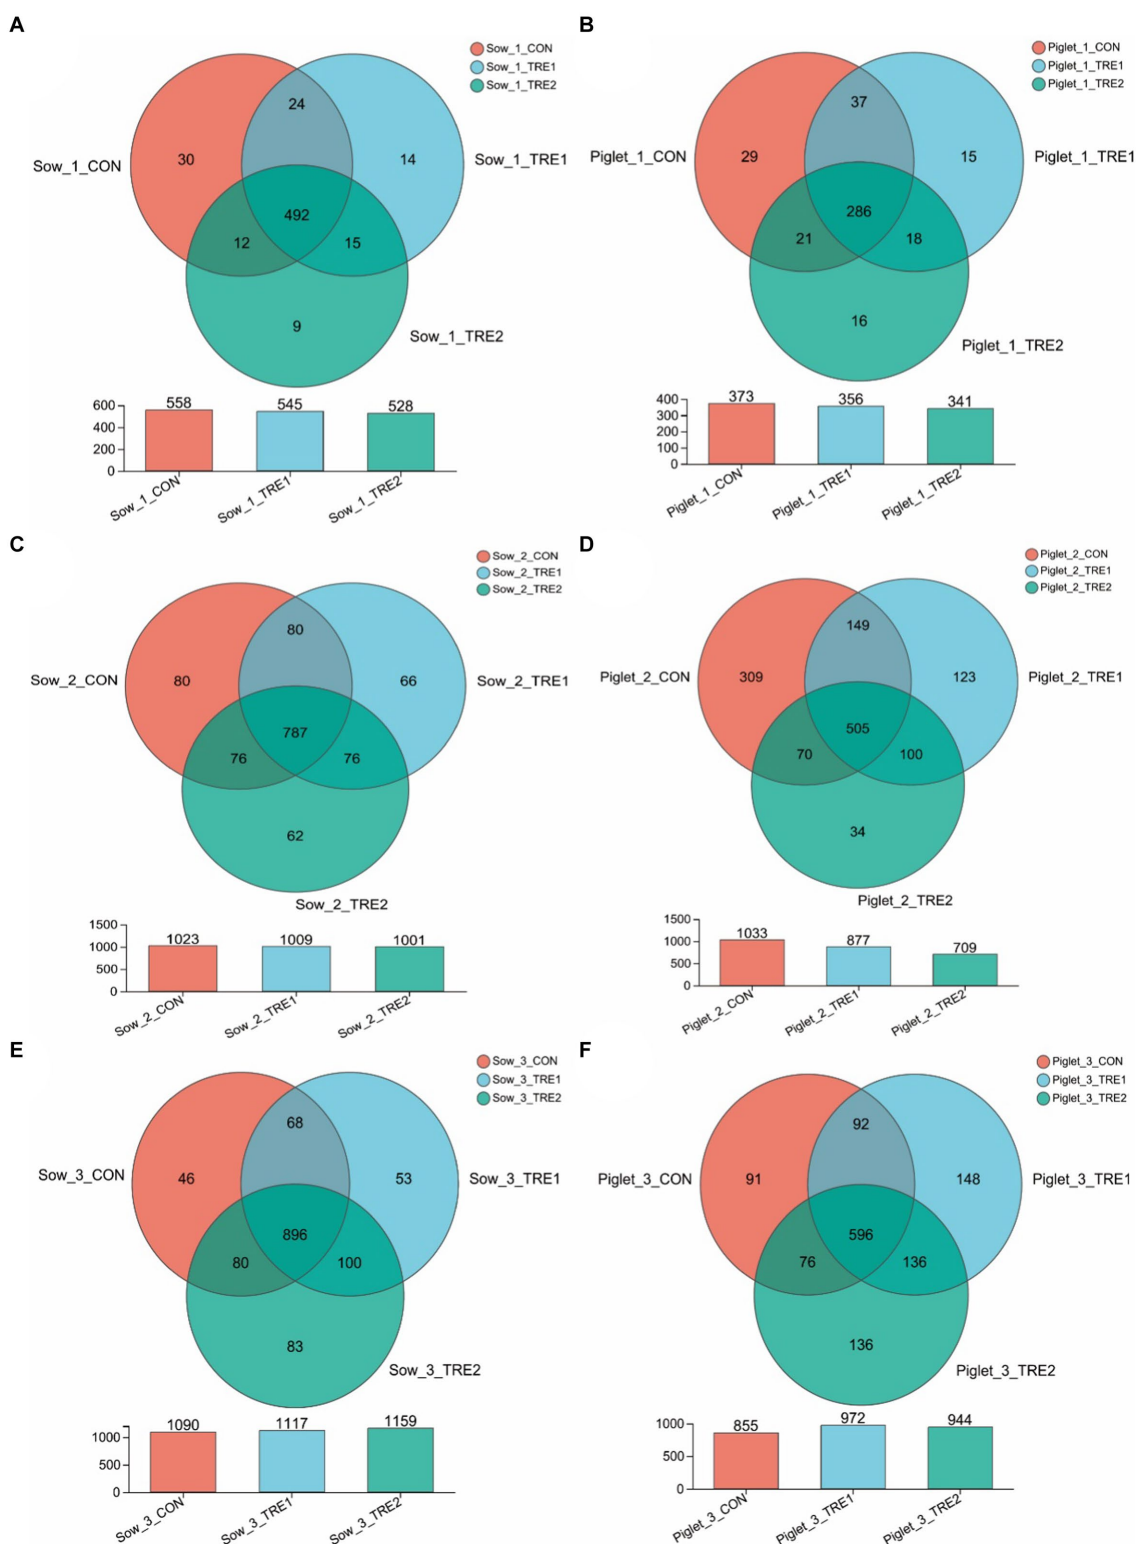 A
Sow_1_CON
Sow_1_TRE1
Sow_1_TRE2
24
30
14
Sow_1_CON
Sow_1_TRE1
492
12
15
9
Sow_1_TRE2
600
400
200
0
558
545
528
Sow_1_CON
Sow_1_TRE1
Sow_1_TRE2
B
Piglet_1_CON
Piglet_1_TRE1
Piglet_1_TRE2
37
29
15
Piglet_1_CON
Piglet_1_TRE1
286
21
18
16
Piglet_1_TRE2
400
300
200
100
0
373
356
341
Piglet_1_CON
Piglet_1_TRE1
Piglet_1_TRE2
C
Sow_2_CON
Sow_2_TRE1
Sow_2_TRE2
80
80
66
Sow_2_CON
Sow_2_TRE1
787
76
76
62
Sow_2_TRE2
1500
1000
500
0
1023
1009
1001
Sow_2_CON
Sow_2_TRE1
Sow_2_TRE2
D
Piglet_2_CON
Piglet_2_TRE1
Piglet_2_TRE2
149
309
123
Piglet_2_CON
Piglet_2_TRE1
505
70
100
34
Piglet_2_TRE2
1500
1000
500
0
1033
877
709
Piglet_2_CON
Piglet_2_TRE1
Piglet_2_TRE2
E
Sow_3_CON
Sow_3_TRE1
Sow_3_TRE2
68
46
53
Sow_3_CON
Sow_3_TRE1
896
80
100
83
Sow_3_TRE2
1000
500
0
1090
1117
1159
Sow_3_CON
Sow_3_TRE1
Sow_3_TRE2
F
Piglet_3_CON
Piglet_3_TRE1
Piglet_3_TRE2
92
91
148
Piglet_3_CON
Piglet_3_TRE1
596
76
136
136
Piglet_3_TRE2
1000
500
0
855
972
944
Piglet_3_CON
Piglet_3_TRE1
Piglet_3_TRE2